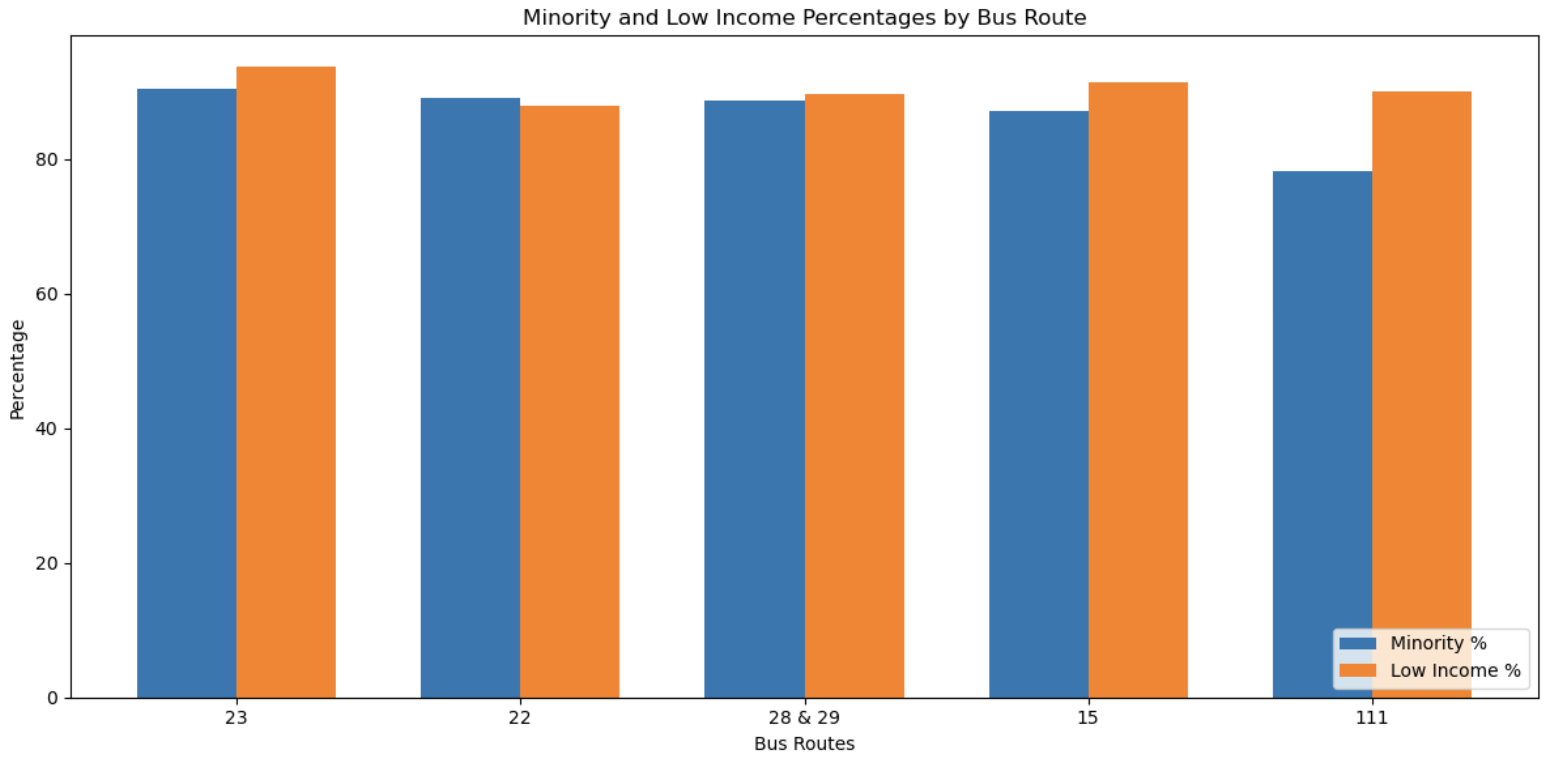 Minority and Low Income Percentages by Bus Route
Percentage
80
60
40
20
0
23 22 28 & 29 15 111
Bus Routes
Minority %
Low Income %